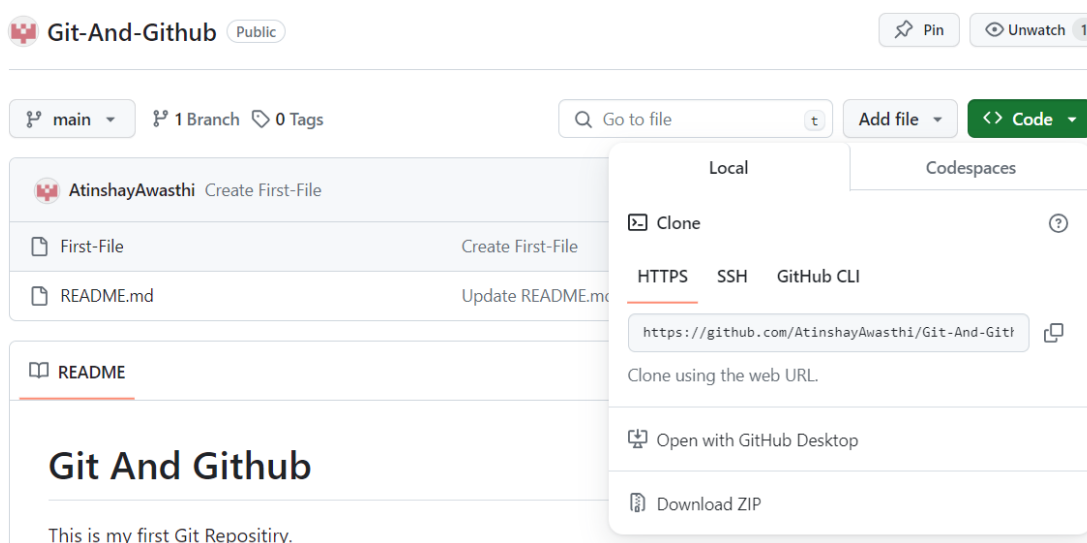 Git-And-Github Public Pin Unwatch 1
main 1 Branch 0 Tags Go to file t Add file Code
AtinshayAwasthi Create First-File
First-File Create First-File
README.md Update README.md
README
Git And Github
This is my first Git Repositiry.
Local Codespaces
Clone
HTTPS SSH GitHub CLI
https://github.com/AtinshayAwasthi/Git-And-Gith
Clone using the web URL.
Open with GitHub Desktop
Download ZIP